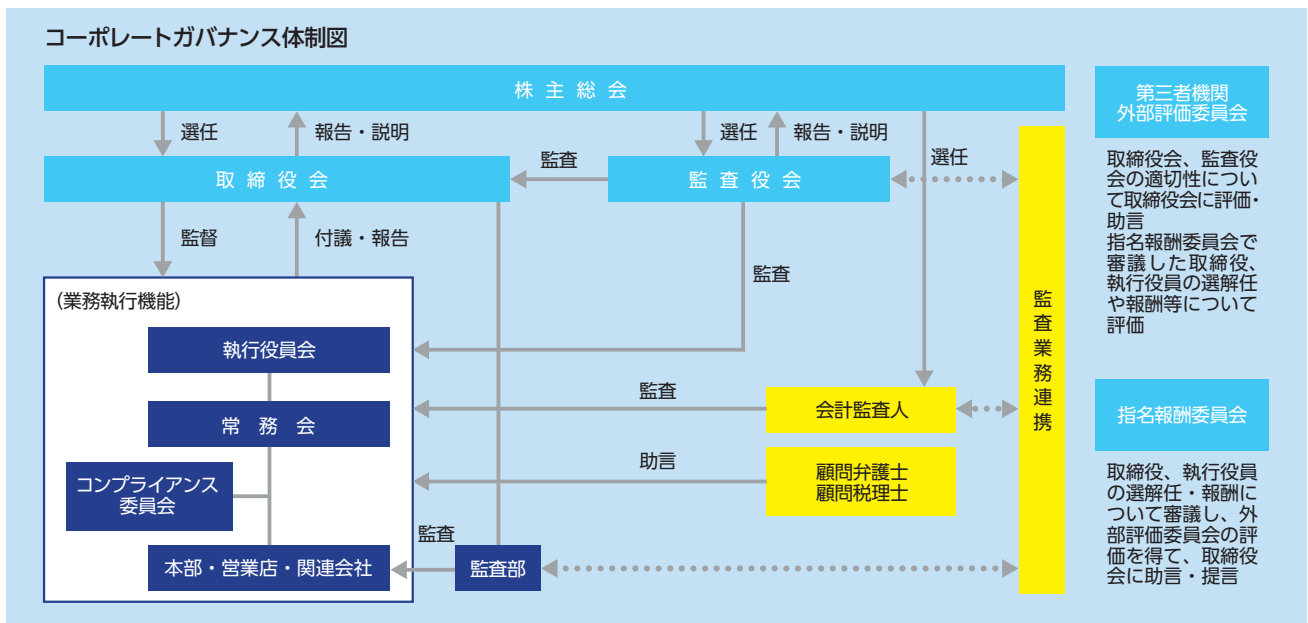 コーポレートガバナンス体制図
株主総会
選任
報告・説明
選任
報告・説明
選任
取締役会
監査
監査役会
監督
付議・報告
監査
(業務執行機能)
執行役員会
監査
会計監査人
常務会
助言
顧問弁護士
顧問税理士
コンプライアンス
委員会
監査
本部・営業店・関連会社
監査部
監査業務連携
第三者機関
外部評価委員会
取締役会、監査役
会の適切性につい
て取締役会に評価・
助言
指名報酬委員会で
審議した取締役、
執行役員の選解任
や報酬等について
評価
指名報酬委員会
取締役、執行役員
の選解任・報酬に
ついて審議し、外
部評価委員会の評
価を得て、取締役
会に助言・提言